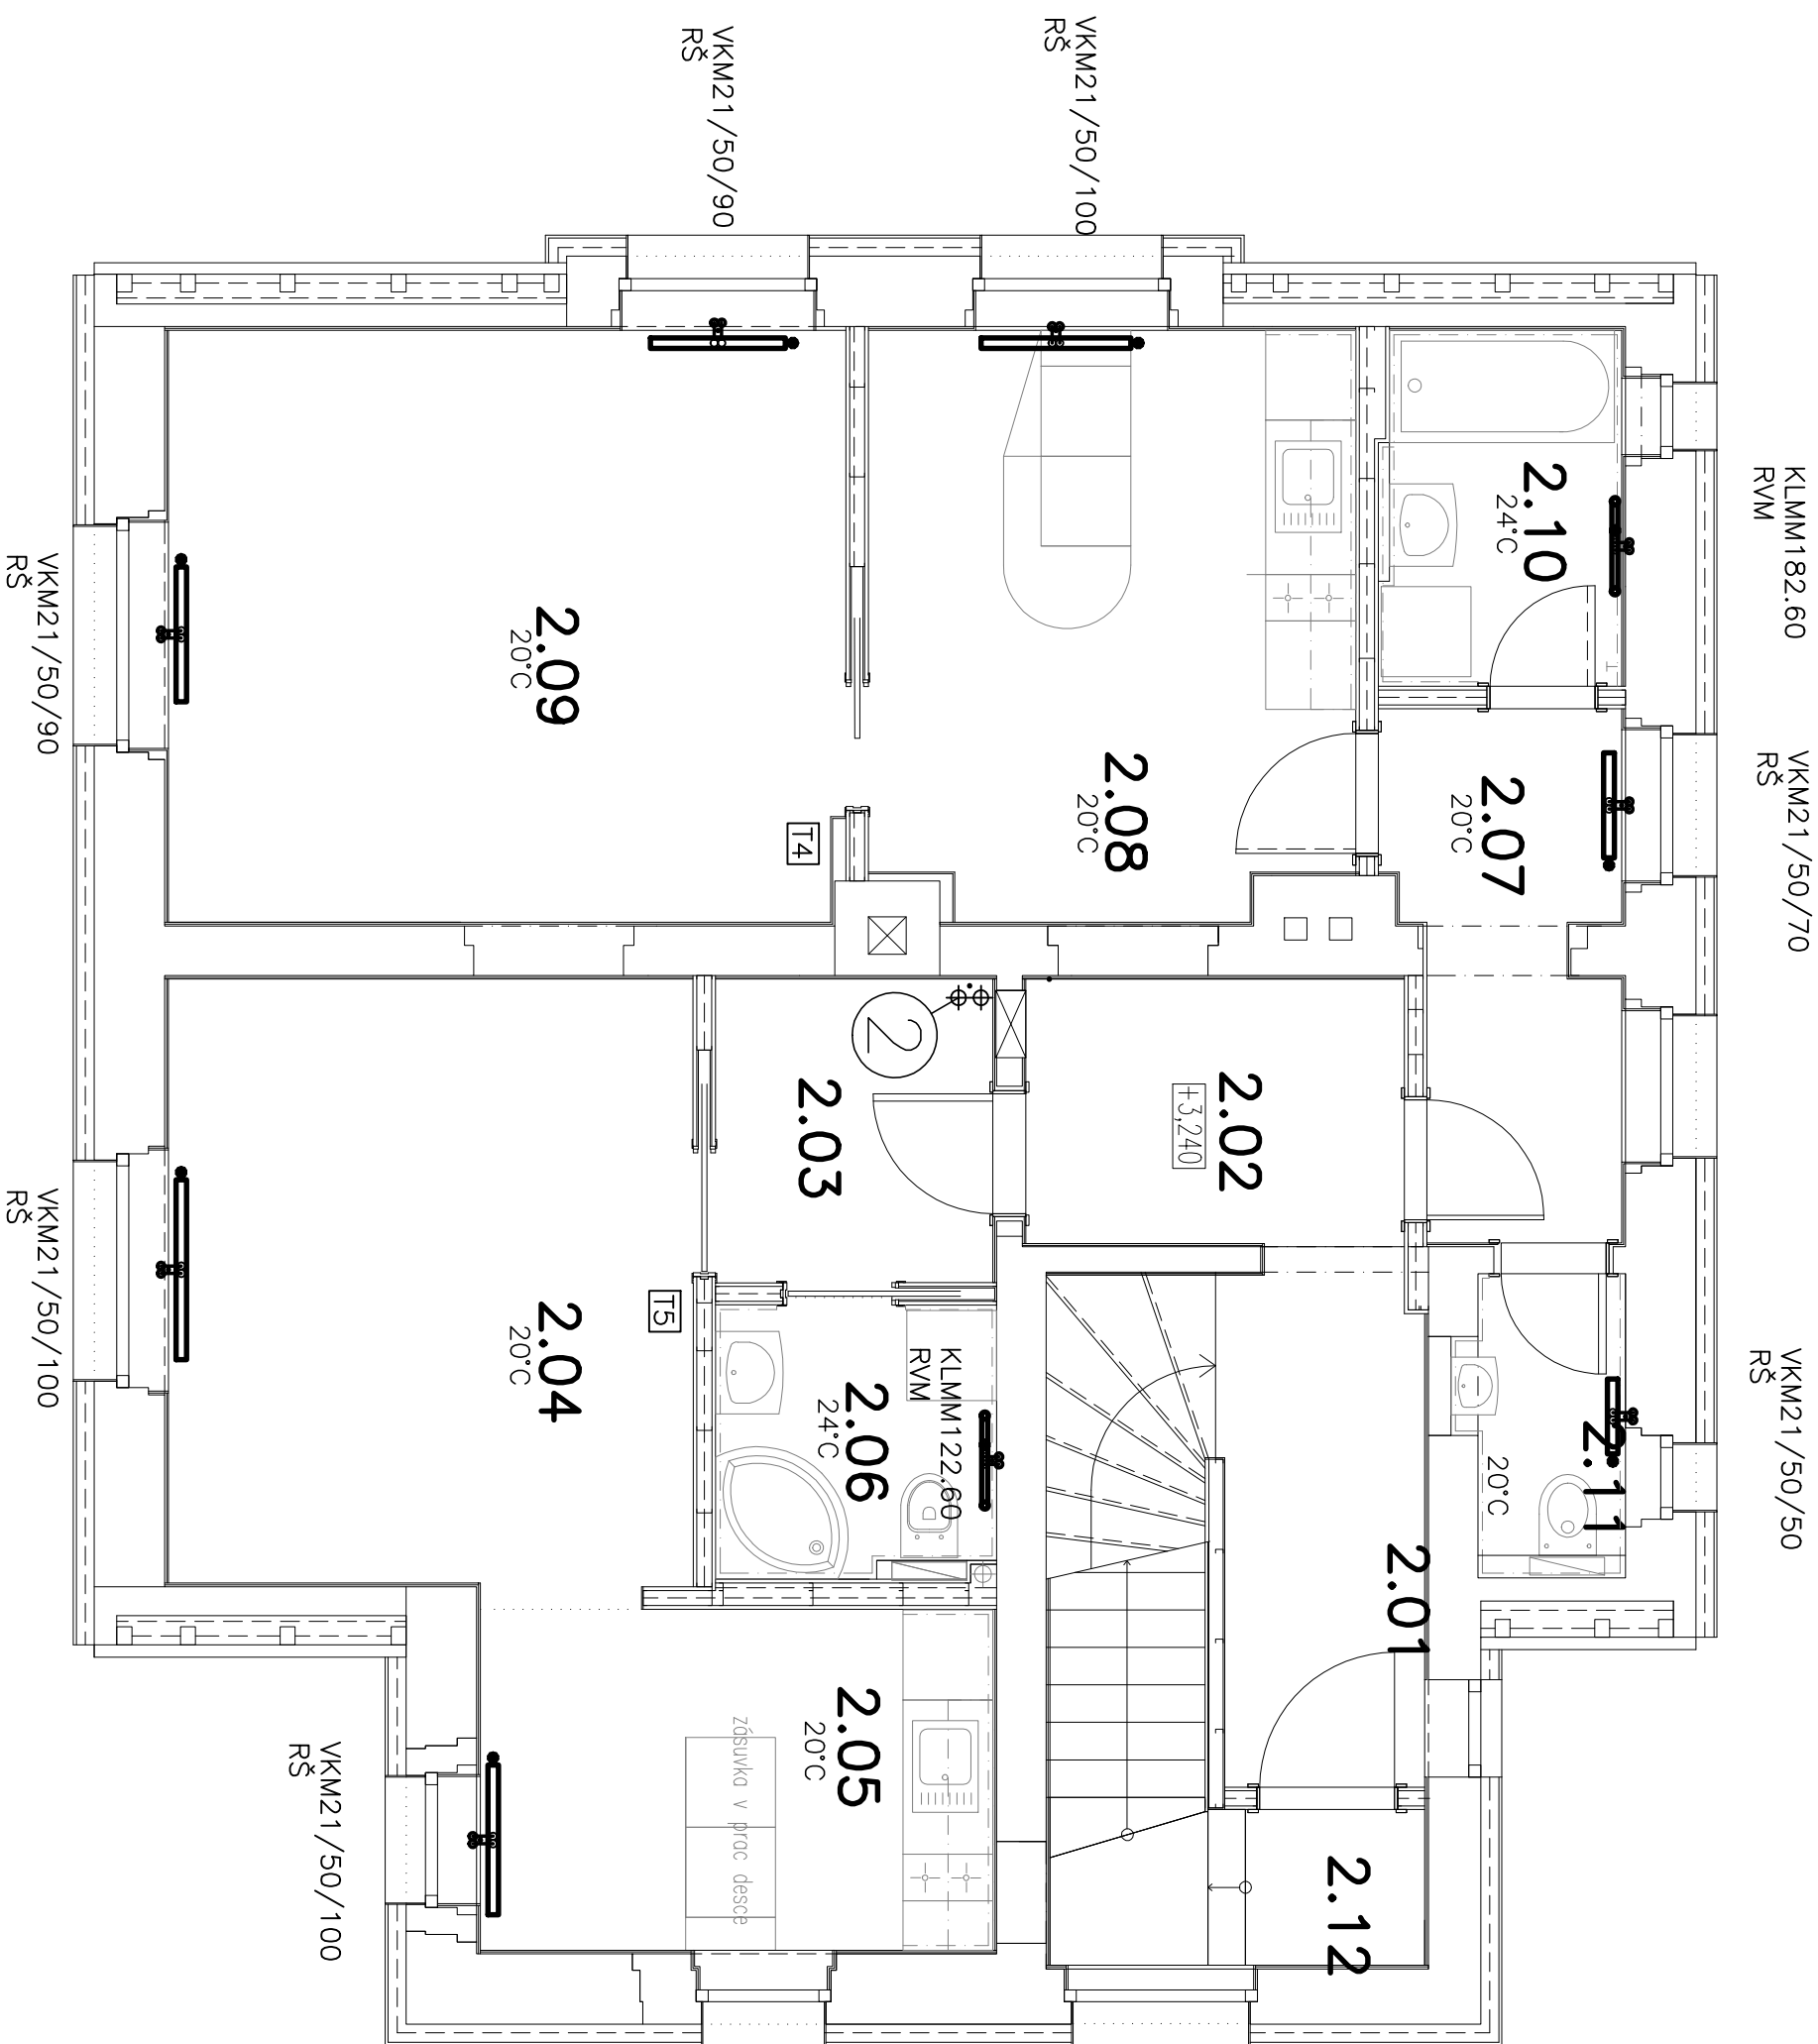 VKM21/50/90
RŠ
VKM21/50/100
RŠ
KLMM182.60
RVM
VKM21/50/70
RŠ
VKM21/50/50
RŠ
VKM21/50/90
RŠ
VKM21/50/100
RŠ
VKM21/50/100
RŠ
2.10
24°C
2.07
20°C
2.08
20°C
2.09
20°C
T4
2
2.03
2.02
+3,240
2.11
20°C
2.01
2.12
KLMM122.60
RVM
2.06
24°C
T5
2.04
20°C
2.05
20°C
zásuvka v prac desce